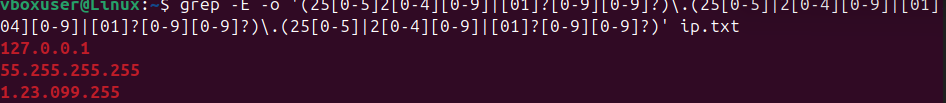 vboxuser@Linux:~$ grep -E -o '(25[0-5]2[0-4][0-9]|[01]?[0-9][0-9]?)\.(25[0-5]|2[0-4][0-9]|[01]
04][0-9]|[01]?[0-9][0-9]?)\.(25[0-5]|2[0-4][0-9]|[01]?[0-9][0-9]?)' ip.txt
127.0.0.1
55.255.255.255
1.23.099.255